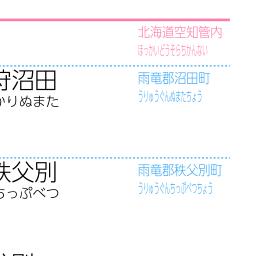 北海道空知管内
ほっかいどうそらちかんない
狩沼田
かりぬまた
雨竜郡沼田町
うりゅうぐんぬまたちょう
秩父別
ちっぷべつ
雨竜郡秩父別町
うりゅうぐんちっぷべつちょう